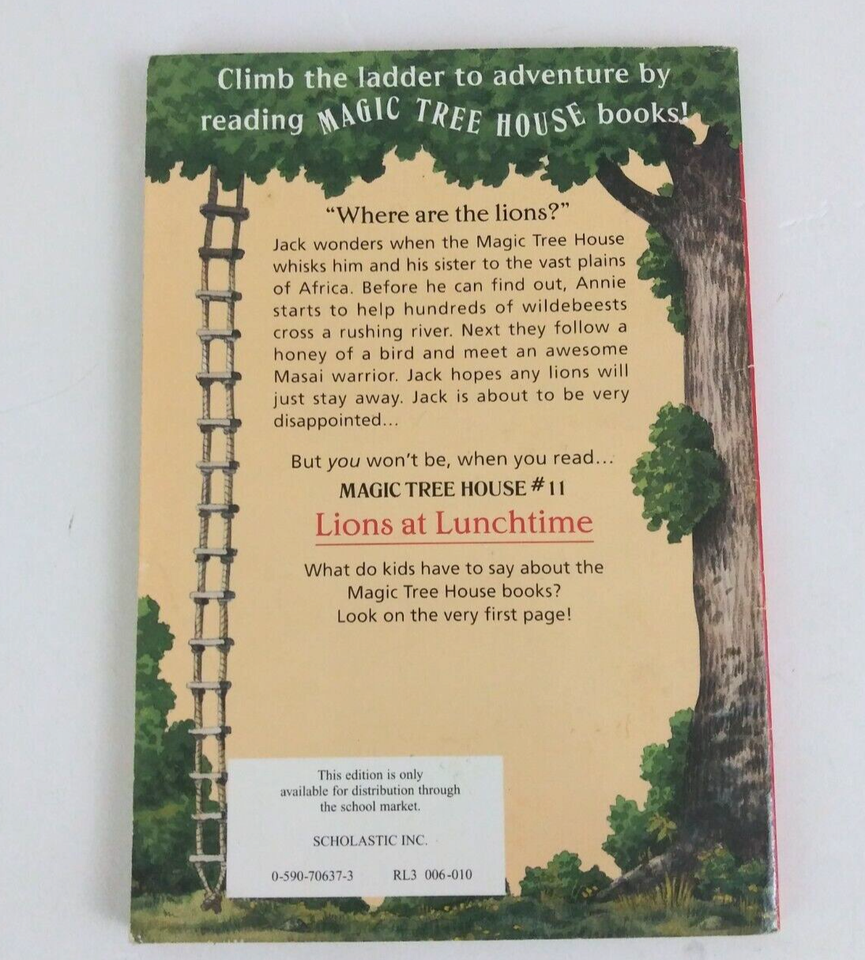 Climb the ladder to adventure by
reading MAGIC TREE HOUSE books!
“Where are the lions?”
Jack wonders when the Magic Tree House
whisks him and his sister to the vast plains
of Africa. Before he can find out, Annie
starts to help hundreds of wildebeests
cross a rushing river. Next they follow a
honey of a bird and meet an awesome
Masai warrior. Jack hopes any lions will
just stay away. Jack is about to be very
disappointed...
But you won’t be, when you read...
MAGIC TREE HOUSE #11
Lions at Lunchtime
What do kids have to say about the
Magic Tree House books?
Look on the very first page!
This edition is only
available for distribution through
the school market.
SCHOLASTIC INC.
0-590-70637-3 RL3 006-010